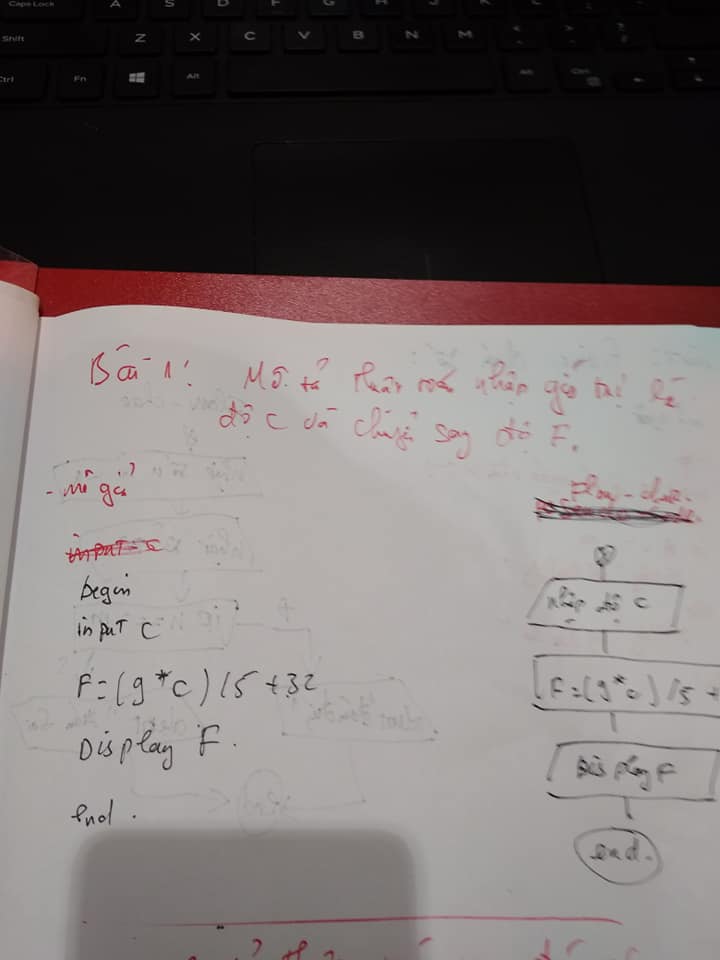 Caps Lock A S D F G H J K L
Shift Z X C V B N M
Ctrl Fn Alt Alt Ctrl
Bài 1: Mô tả thuật toán nhập giá trị là
độ C và chuyển sang độ F.
- mã giả
input c
begin
input c
F=(9*c)/5+32
Display F.
end.
Flow-chart.
nhập độ c
F=(9*c)/5+
Display F
end.